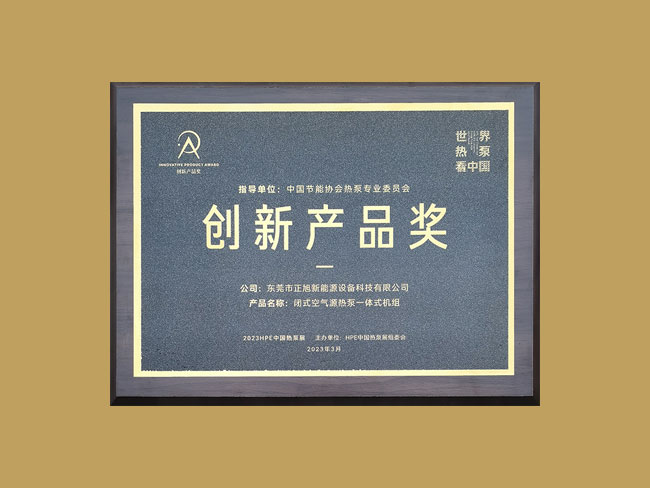 INNOVATIVE PRODUCT AWARD
创新产品奖
世界
热泵
看中国
指导单位：中国节能协会热泵专业委员会
创新产品奖
公司：东莞市正旭新能源设备科技有限公司
产品名称：闭式空气源热泵一体式机组
2023HPE中国热泵展 主办单位：HPE中国热泵展组委会
2023年3月